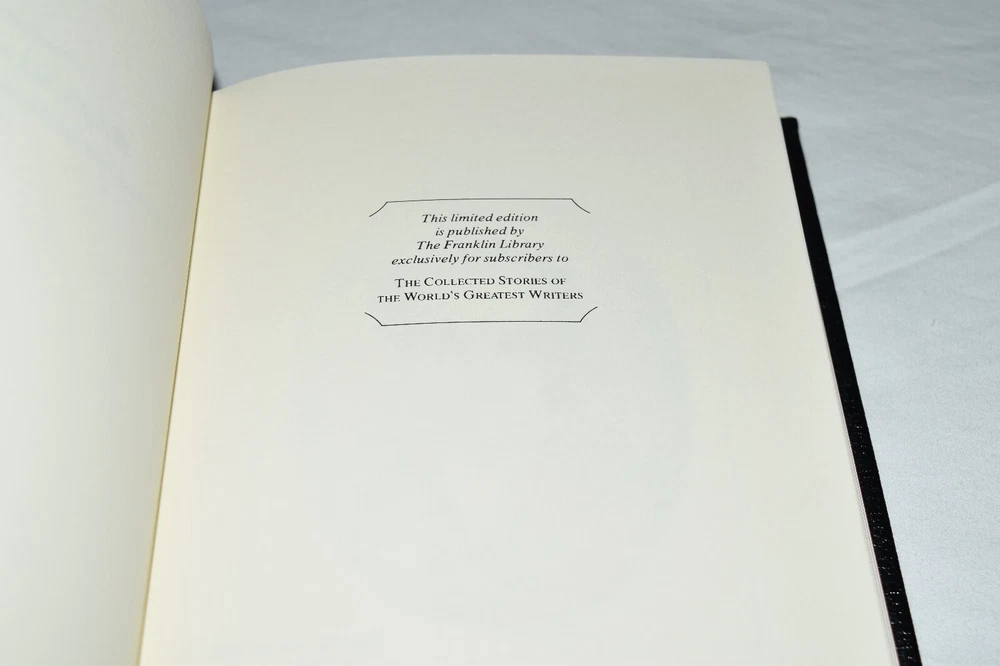 This limited edition
is published by
The Franklin Library
exclusively for subscribers to
THE COLLECTED STORIES OF
THE WORLD'S GREATEST WRITERS